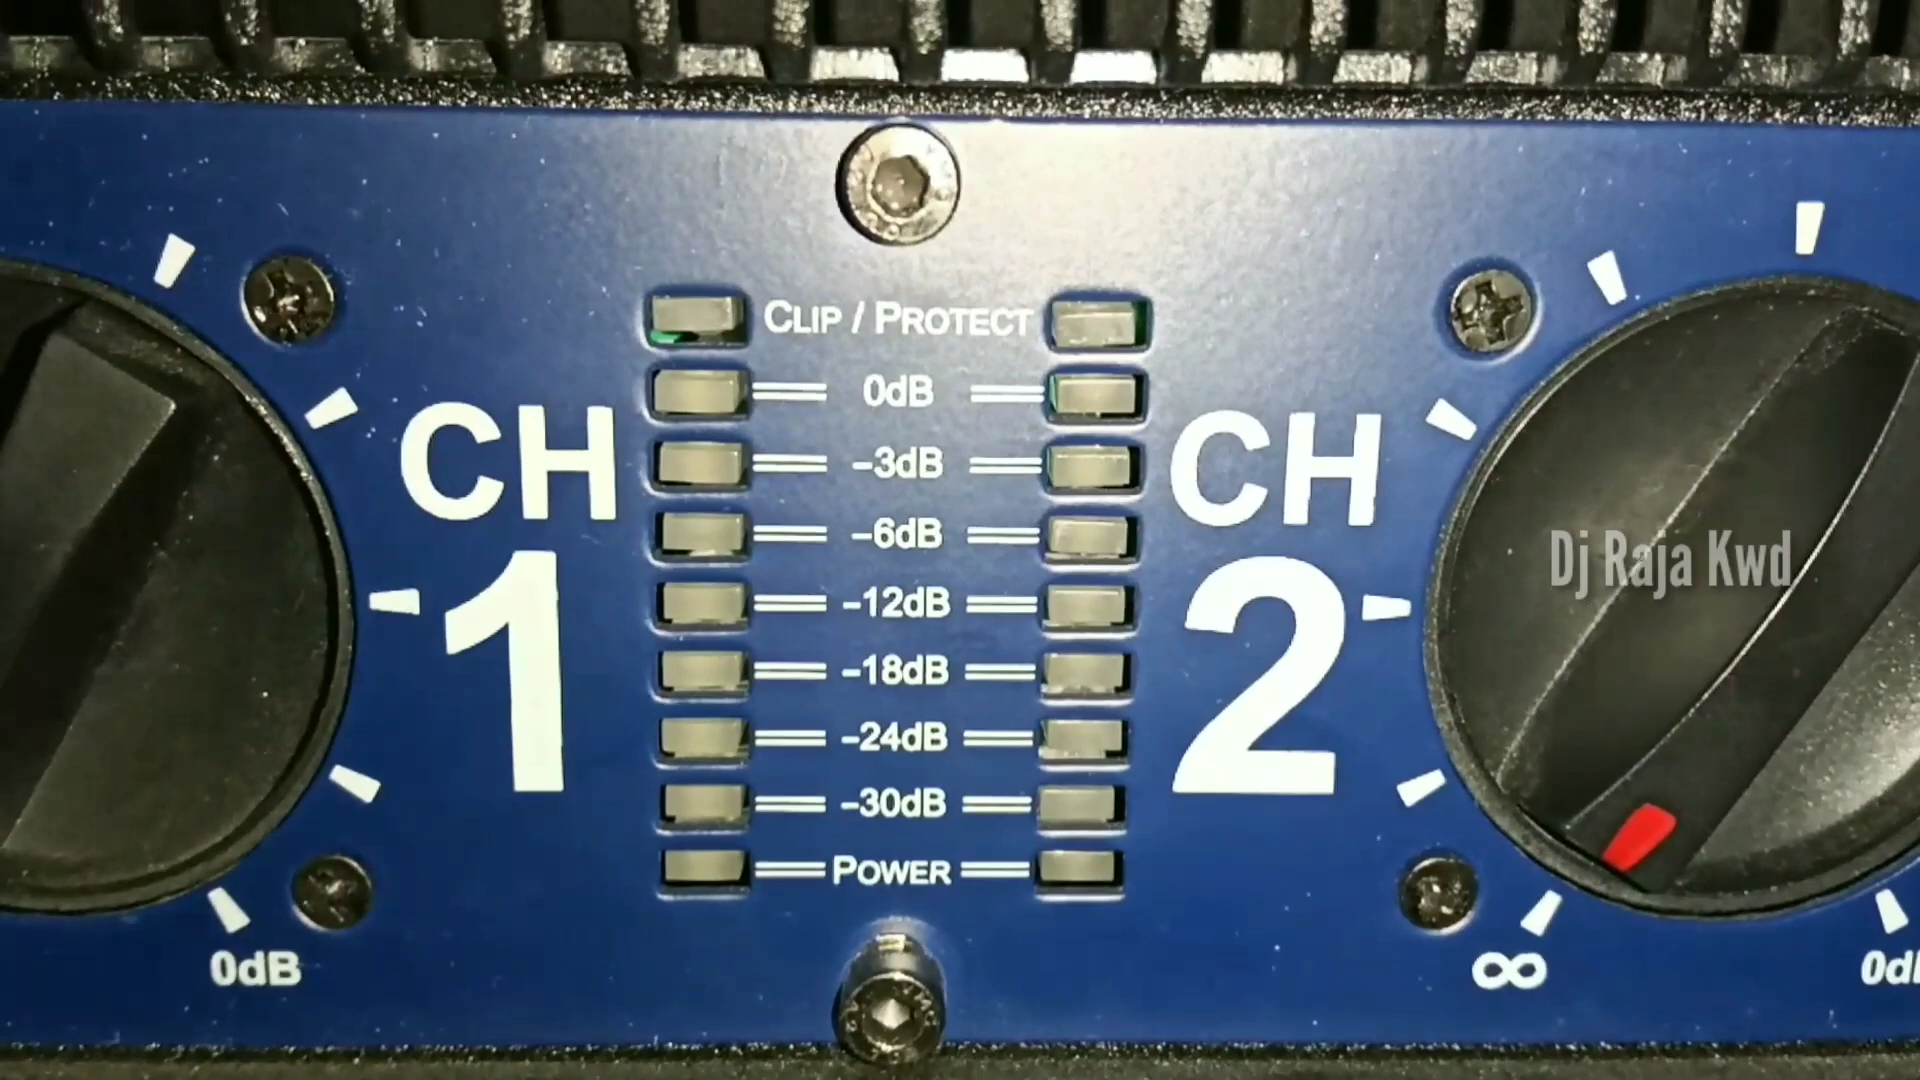 CLIP / PROTECT
0dB
-3dB
-6dB
-12dB
-18dB
-24dB
-30dB
POWER
CH
1
0dB
CH
2
∞
Dj Raja Kwd